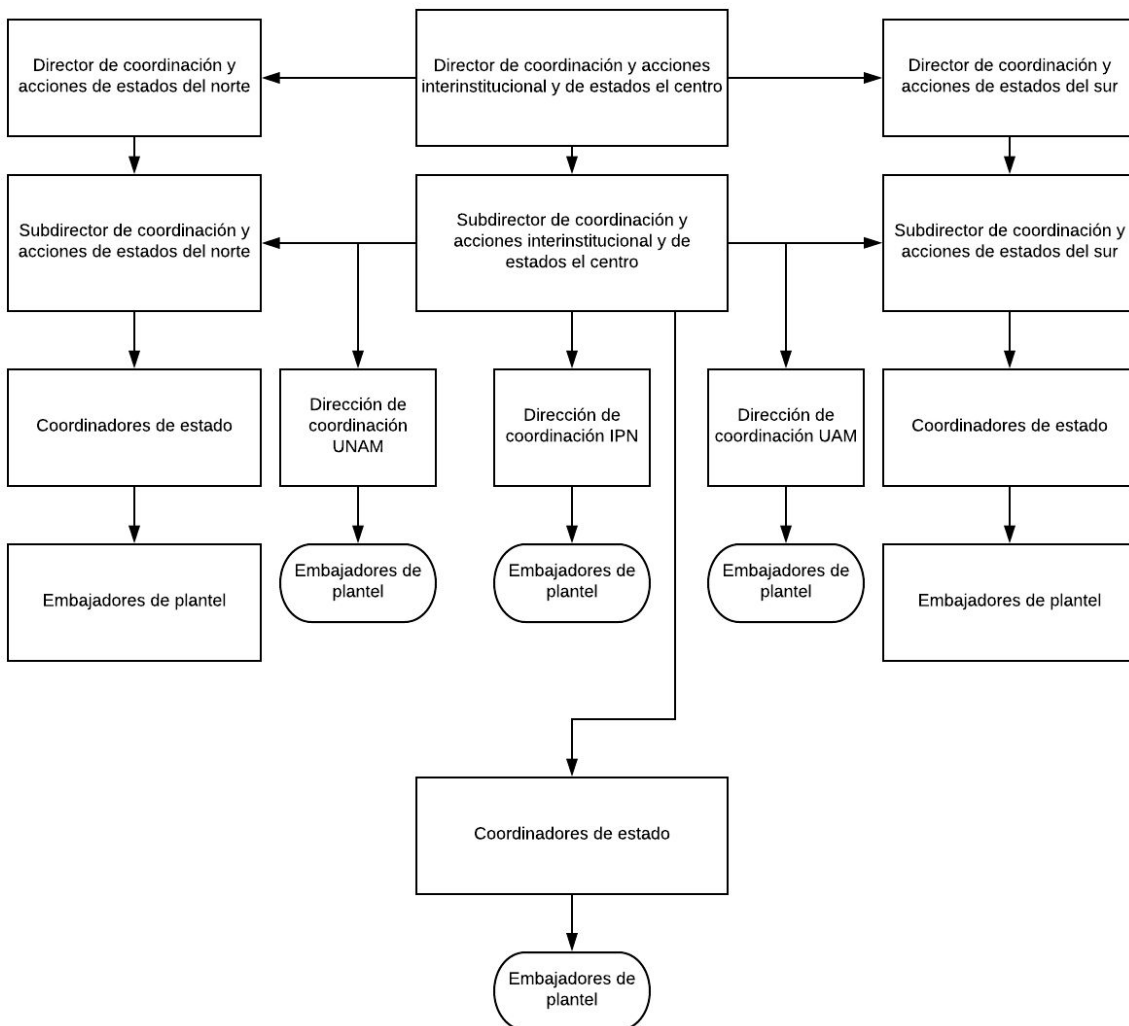 Director de coordinación y
acciones de estados del norte
Director de coordinación y acciones
interinstitucional y de estados el centro
Director de coordinación y
acciones de estados del sur
Subdirector de coordinación y
acciones de estados del norte
Subdirector de coordinación y
acciones interinstitucional y de
estados el centro
Subdirector de coordinación y
acciones de estados del sur
Coordinadores de estado
Dirección de
coordinación
UNAM
Dirección de
coordinación IPN
Dirección de
coordinación UAM
Coordinadores de estado
Embajadores de plantel
Embajadores de
plantel
Embajadores de
plantel
Embajadores de
plantel
Embajadores de plantel
Coordinadores de estado
Embajadores de
plantel